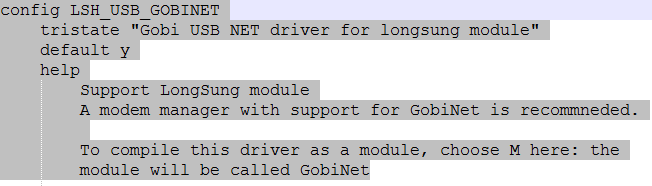 config LSH_USB_GOBINET
tristate "Gobi USB NET driver for longsung module"
default y
help
Support LongSung module
A modem manager with support for GobiNet is recommneded.
To compile this driver as a module, choose M here: the
module will be called GobiNet